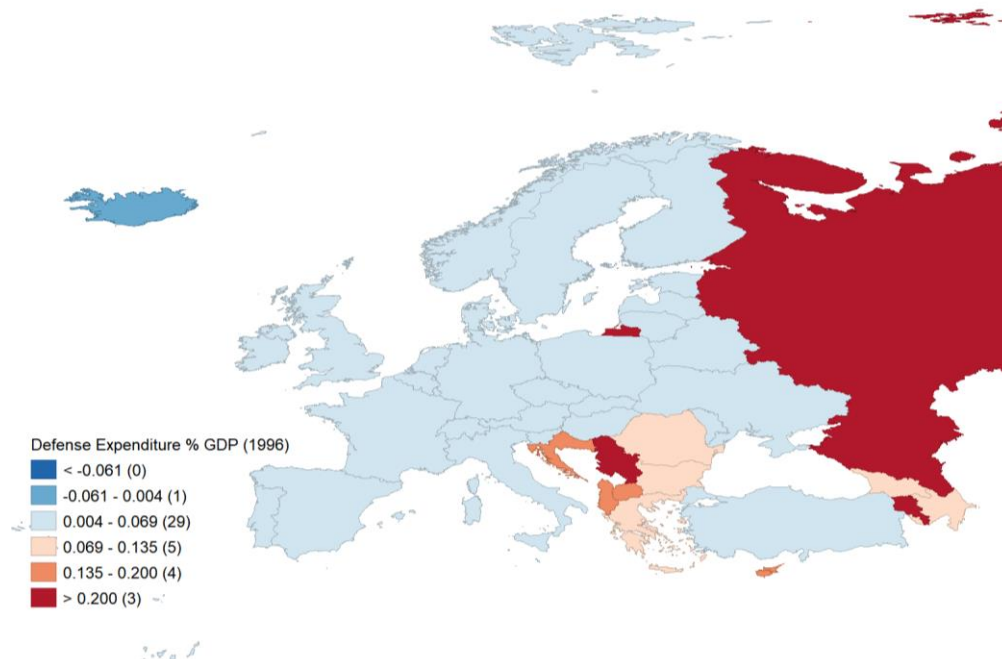 Defense Expenditure % GDP (1996)
< -0.061 (0)
-0.061 - 0.004 (1)
0.004 - 0.069 (29)
0.069 - 0.135 (5)
0.135 - 0.200 (4)
> 0.200 (3)